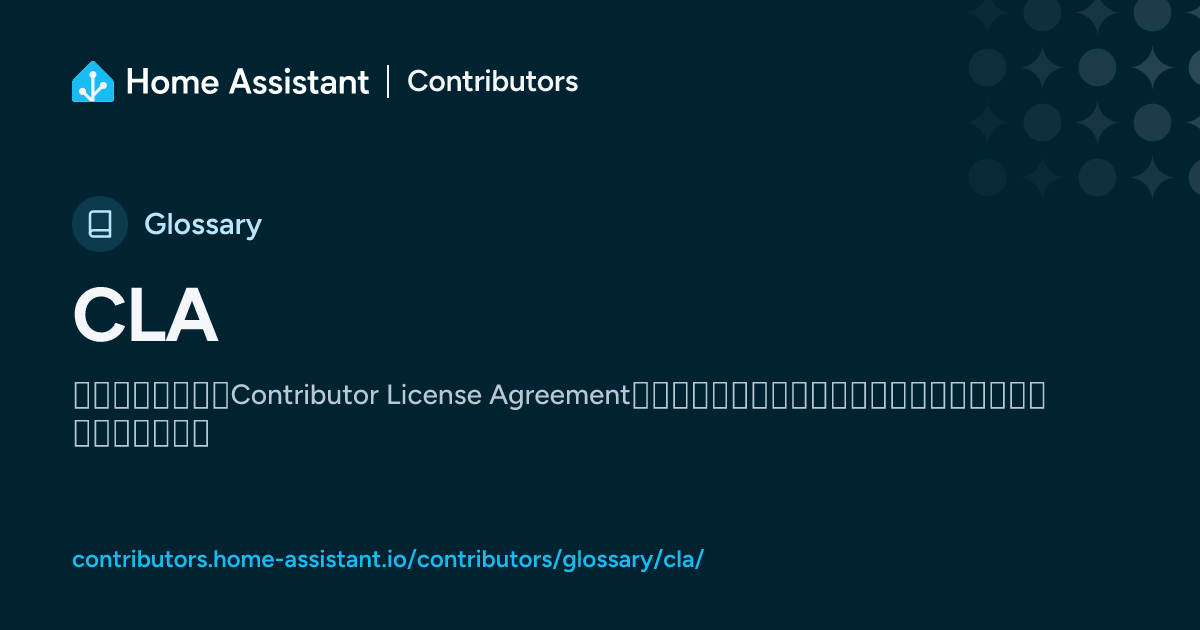 Home Assistant | Contributors
Glossary
CLA
Contributor License Agreement
contributors.home-assistant.io/contributors/glossary/cla/